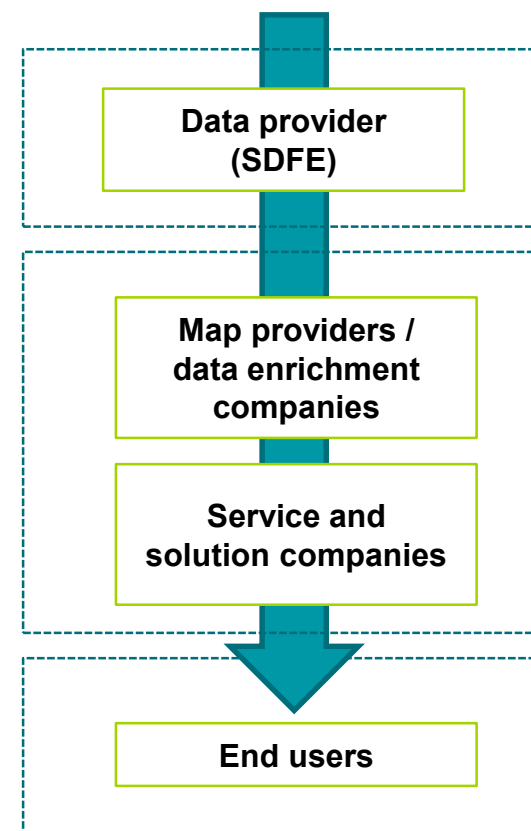 Data provider
(SDFE)
Map providers /
data enrichment
companies
Service and
solution companies
End users